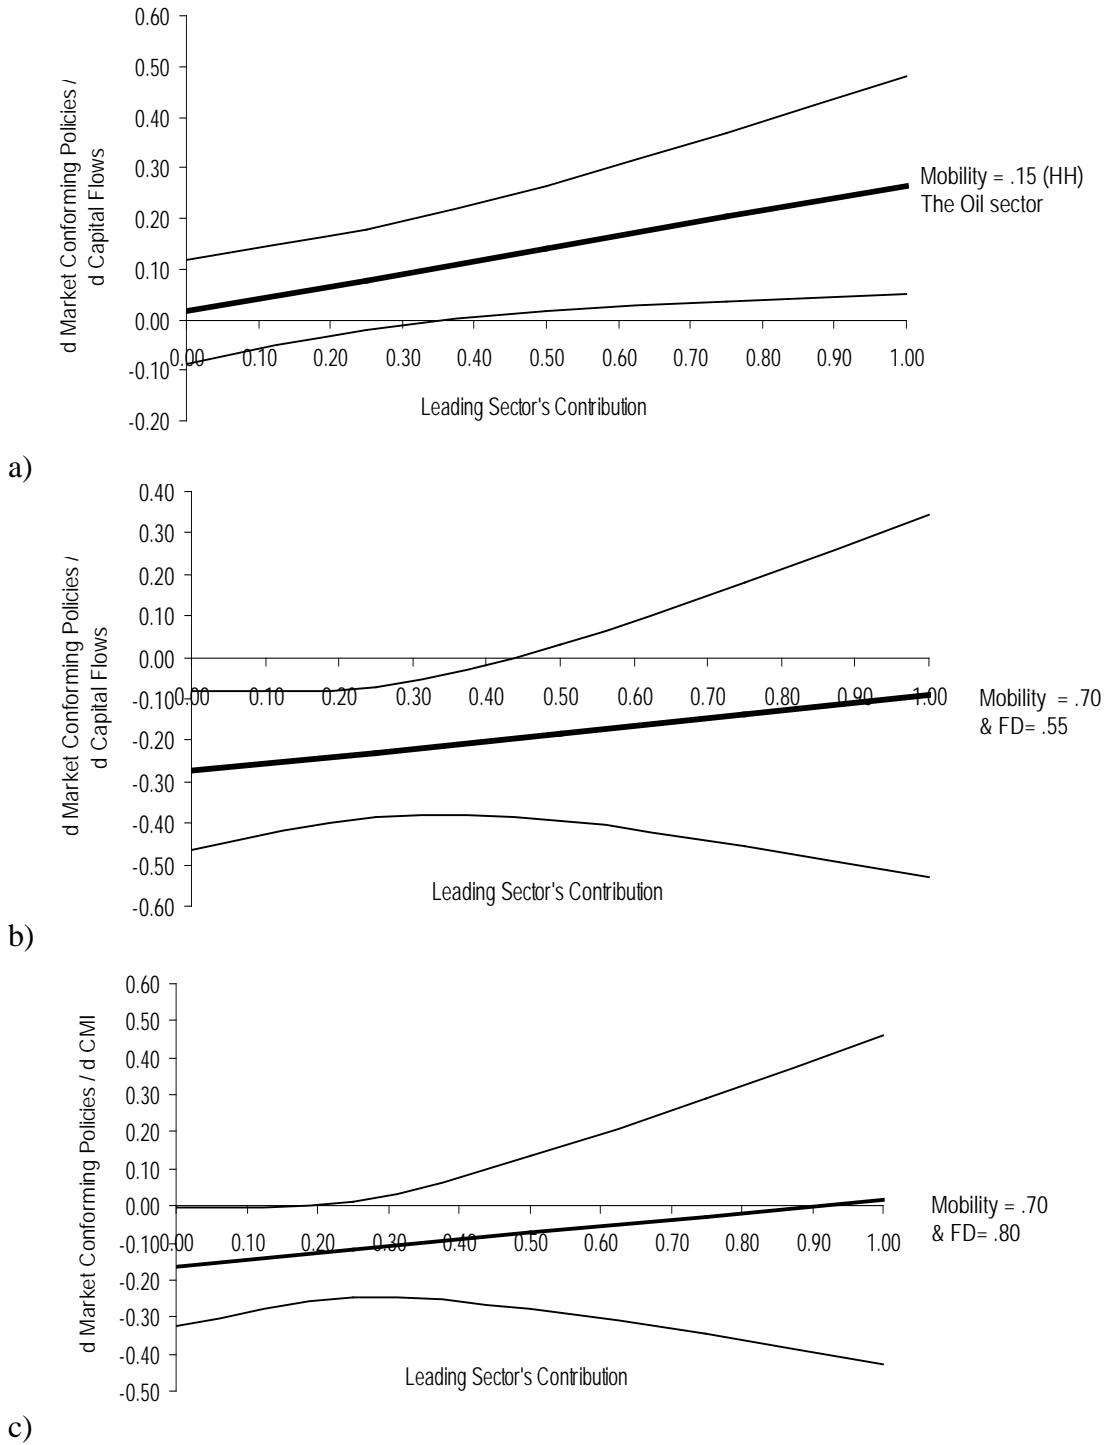 0.60
0.50
0.40
0.30
0.20
0.10
0.00
-0.10
-0.20
d Market Conforming Policies /
d Capital Flows
0.00 0.10 0.20 0.30 0.40 0.50 0.60 0.70 0.80 0.90 1.00
Leading Sector's Contribution
Mobility = .15 (HH)
The Oil sector
a)
0.40
0.30
0.20
0.10
0.00
-0.10
-0.20
-0.30
-0.40
-0.50
-0.60
d Market Conforming Policies /
d Capital Flows
0.00 0.10 0.20 0.30 0.40 0.50 0.60 0.70 0.80 0.90 1.00
Leading Sector's Contribution
Mobility = .70
& FD= .55
b)
0.60
0.50
0.40
0.30
0.20
0.10
0.00
-0.10
-0.20
-0.30
-0.40
-0.50
d Market Conforming Policies / d CMI
0.00 0.10 0.20 0.30 0.40 0.50 0.60 0.70 0.80 0.90 1.00
Leading Sector's Contribution
Mobility = .70
& FD= .80
c)